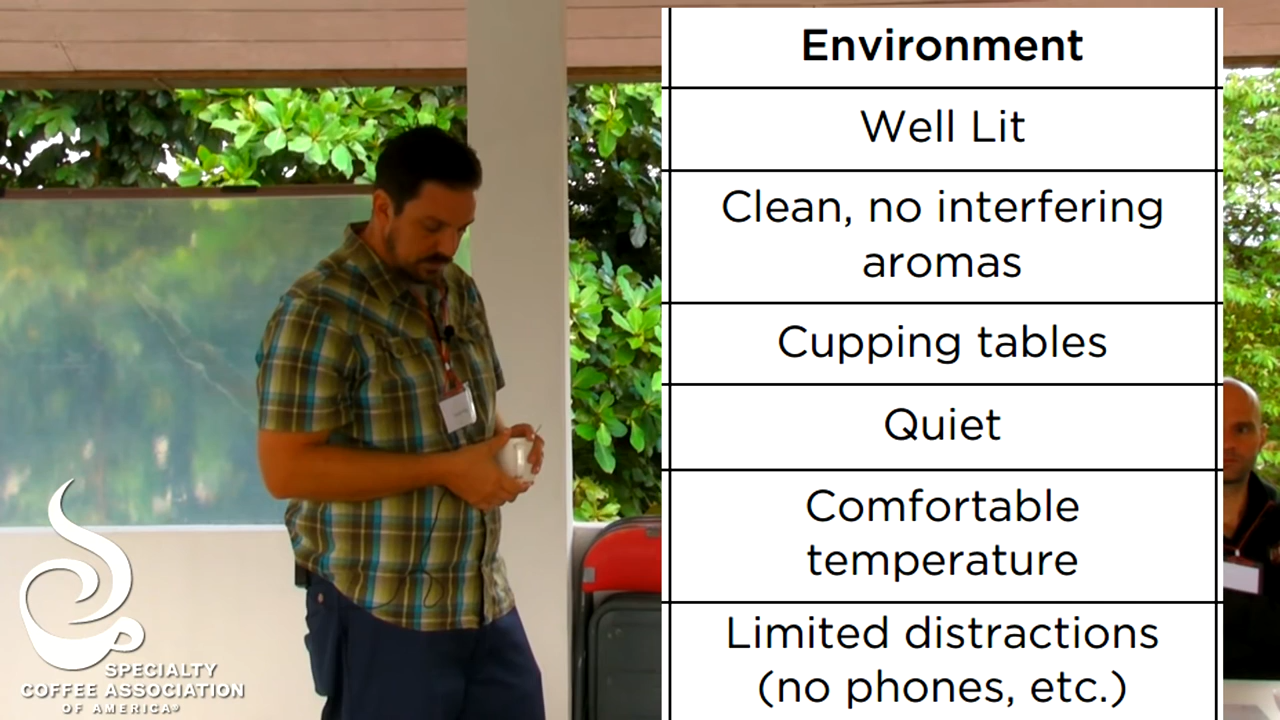 Environment
Well Lit
Clean, no interfering
aromas
Cupping tables
Quiet
Comfortable
temperature
Limited distractions
(no phones, etc.)
SPECIALTY
COFFEE ASSOCIATION
OF AMERICA®